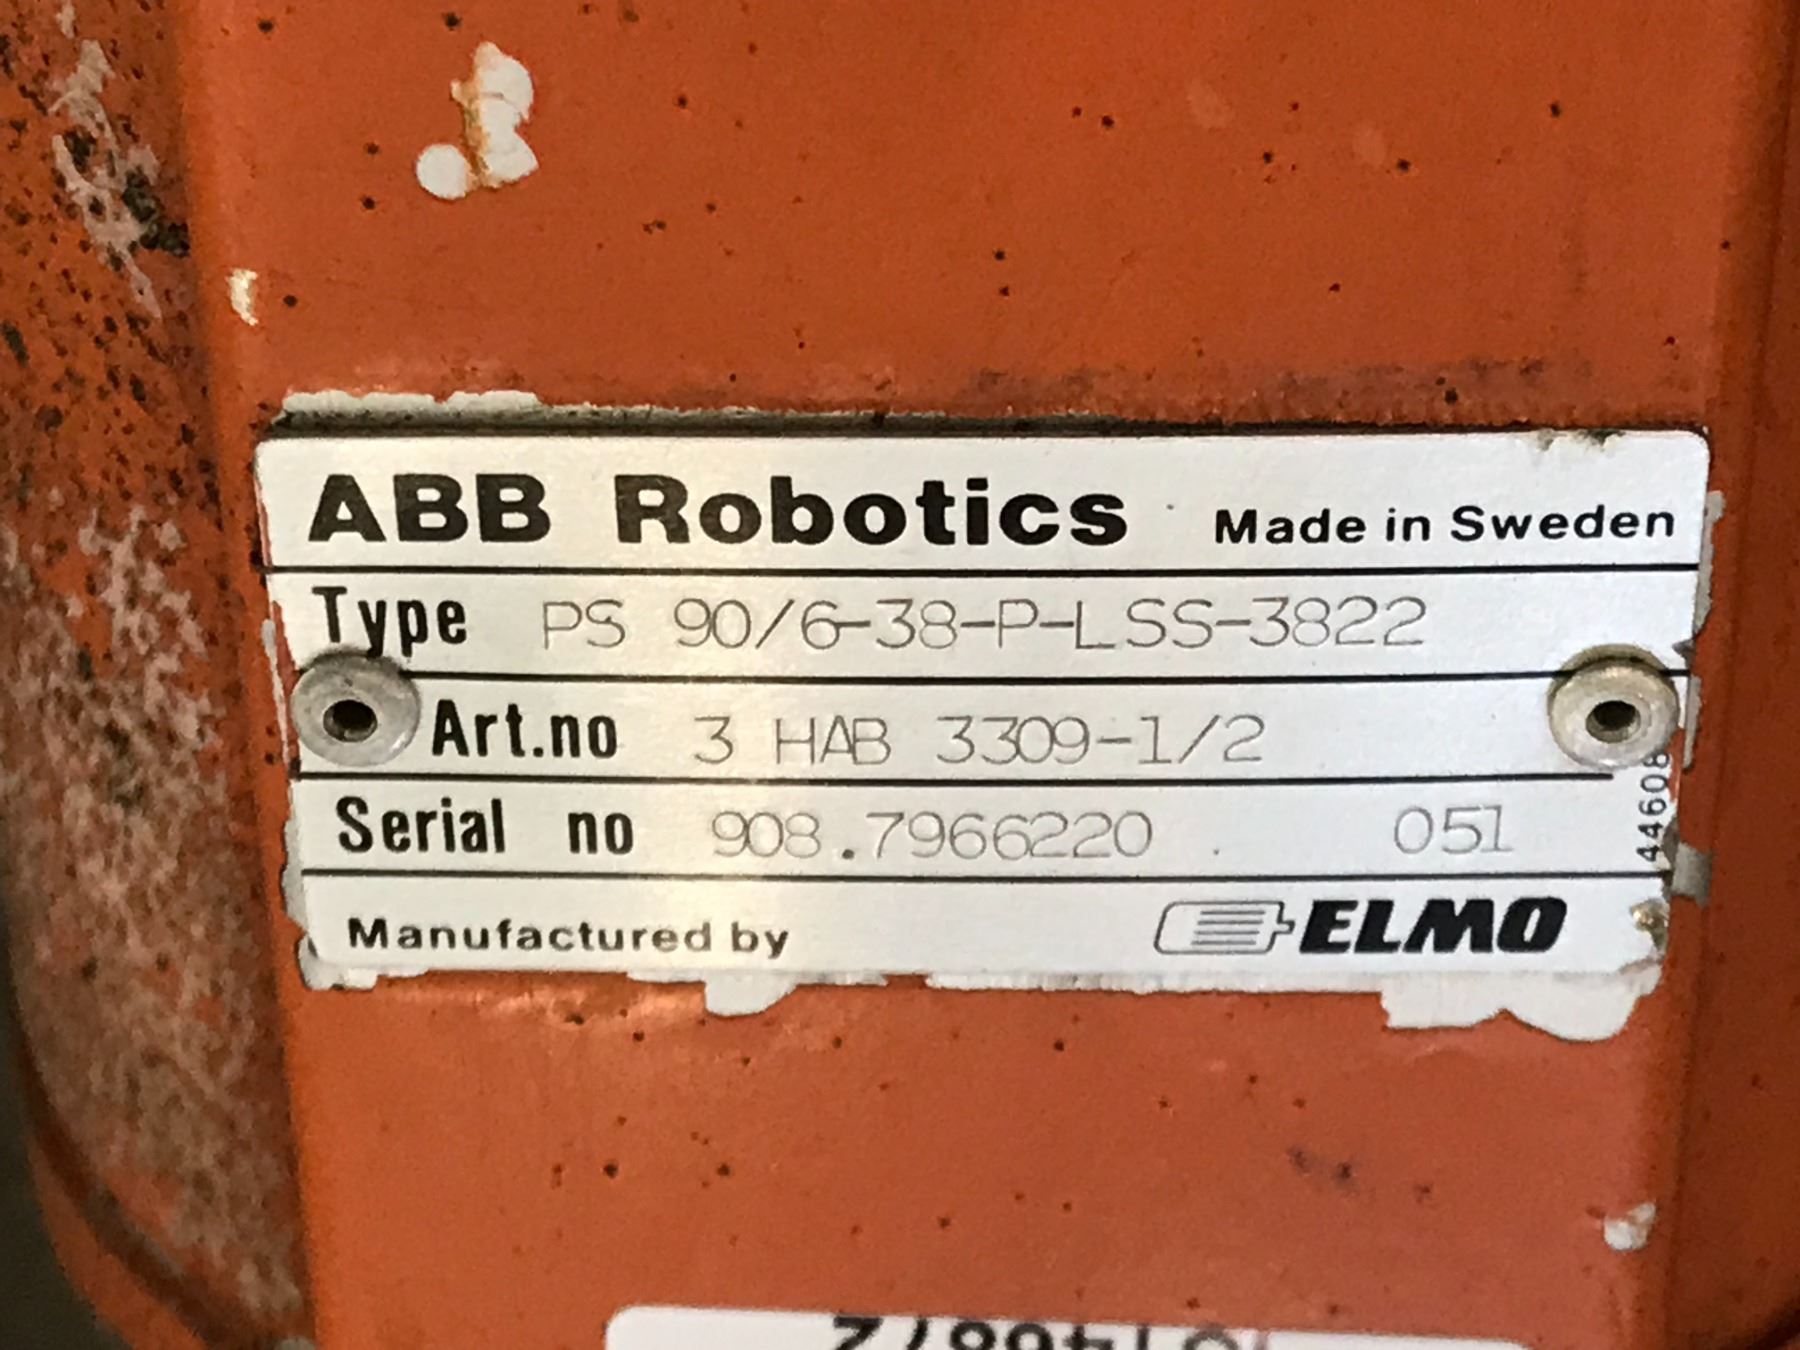 ABB Robotics Made in Sweden
Type PS 90/6-38-P-LSS-3822
Art.no 3 HAB 3309-1/2
Serial no 908.7966220 051
44608
Manufactured by ELMO